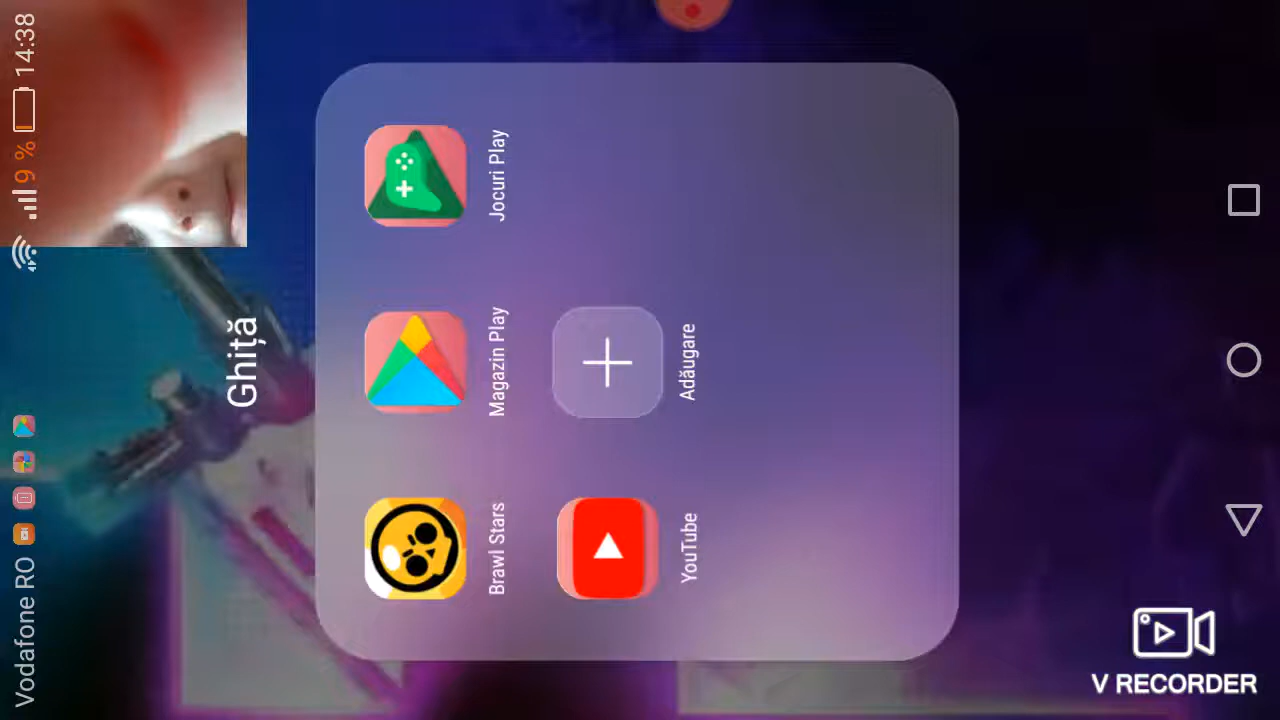 Vodafone RO
9 %
14:38
Ghiță
Brawl Stars
Magazin Play
Jocuri Play
YouTube
Adăugare
V RECORDER